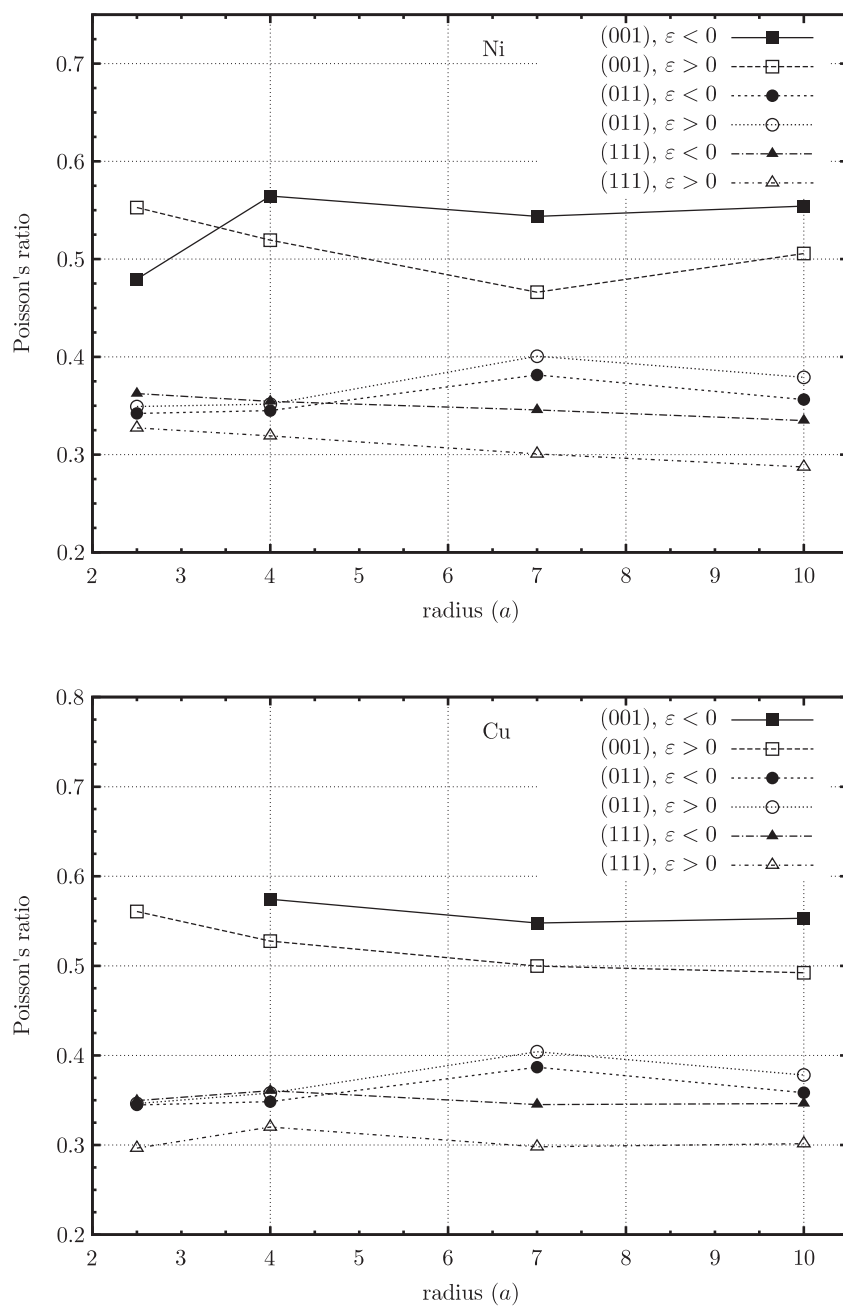 Ni
(001), ε < 0
(001), ε > 0
(011), ε < 0
(011), ε > 0
(111), ε < 0
(111), ε > 0
0.7
0.6
0.5
0.4
0.3
0.2
Poisson's ratio
2 3 4 5 6 7 8 9 10
radius (a)
0.8
Cu
(001), ε < 0
(001), ε > 0
(011), ε < 0
(011), ε > 0
(111), ε < 0
(111), ε > 0
0.7
0.6
0.5
0.4
0.3
0.2
Poisson's ratio
2 3 4 5 6 7 8 9 10
radius (a)